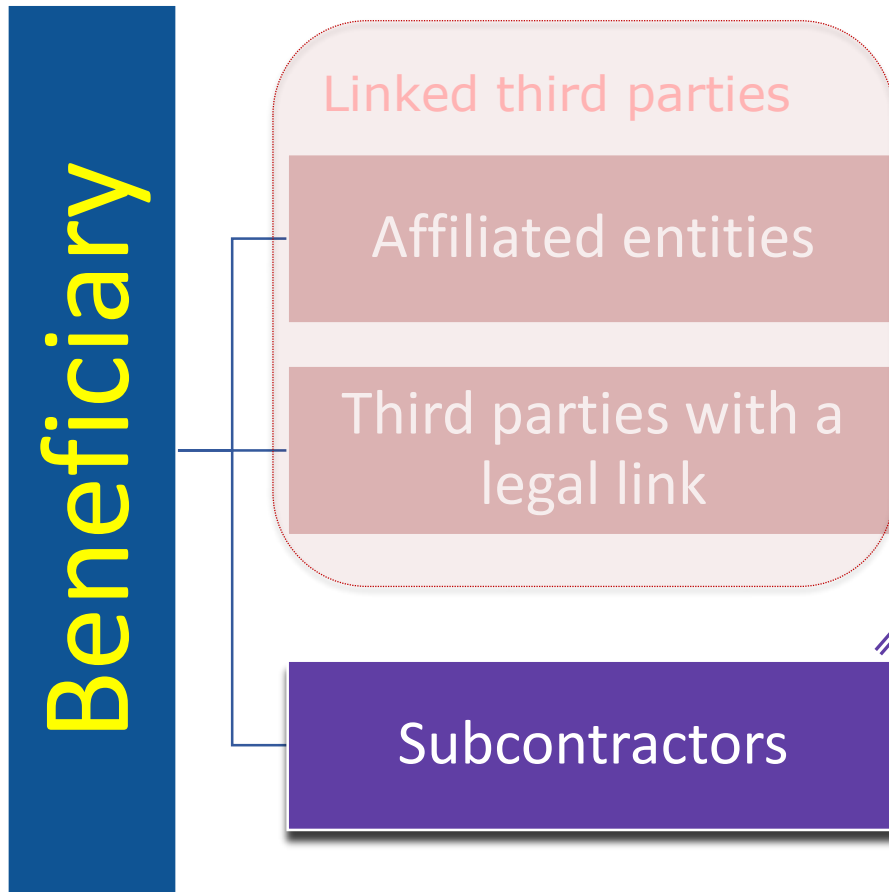 Beneficiary
Linked third parties
Affiliated entities
Third parties with a
legal link
Subcontractors